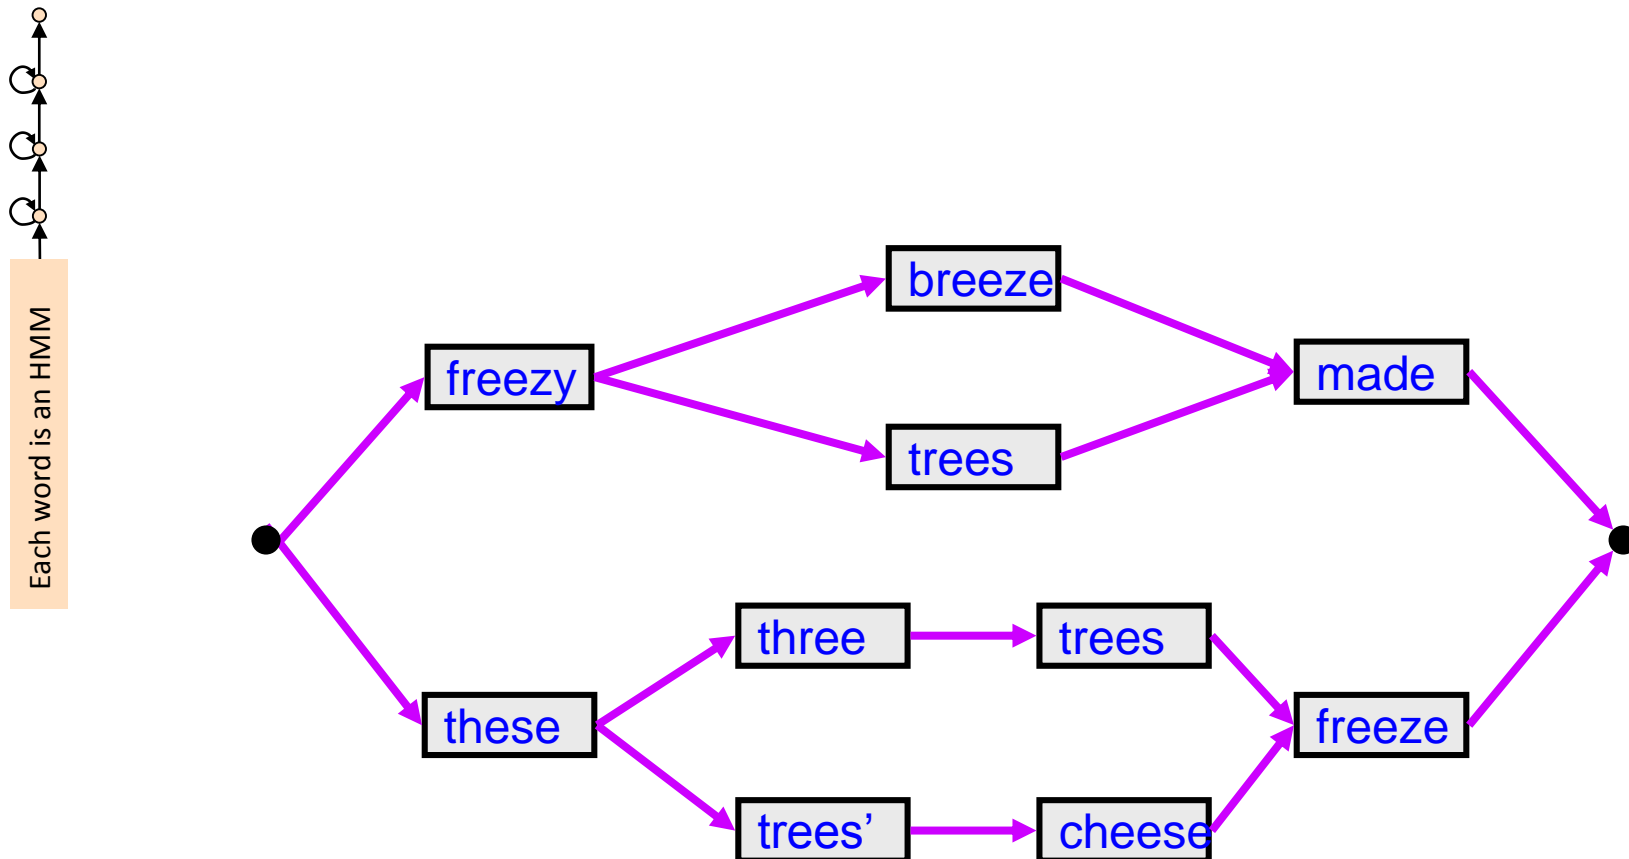 Each word is an HMM
breeze
freezy
made
trees
three
trees
these
freeze
trees’
cheese